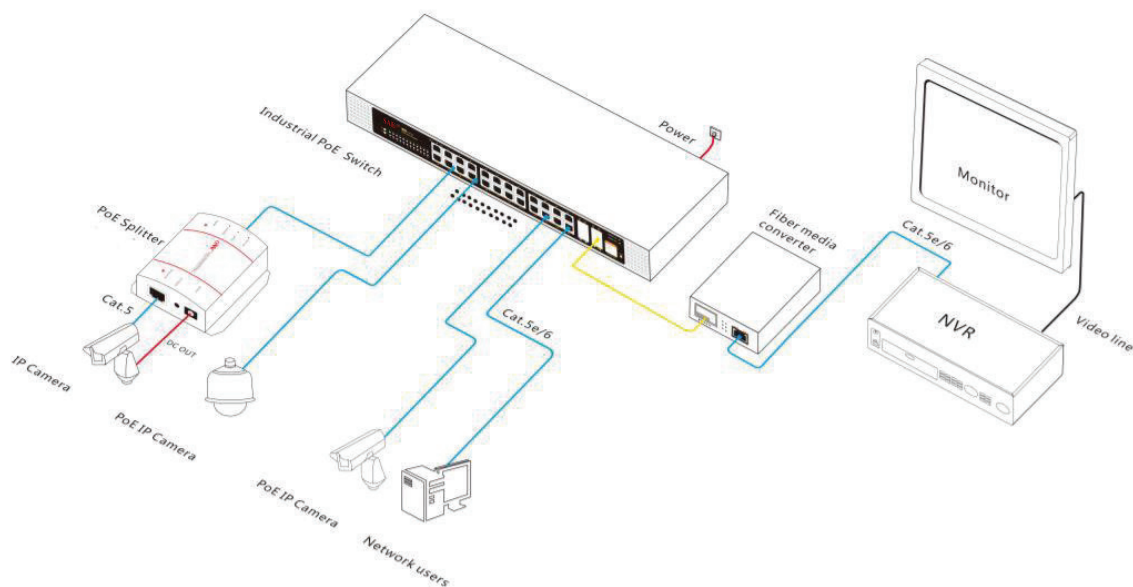 Industrial PoE Switch
Power
Monitor
Fiber media
converter
Cat.5e/6
NVR
Video line
PoE Splitter
Cat.5
DC OUT
IP Camera
PoE IP Camera
Cat.5e/6
PoE IP Camera
Network users